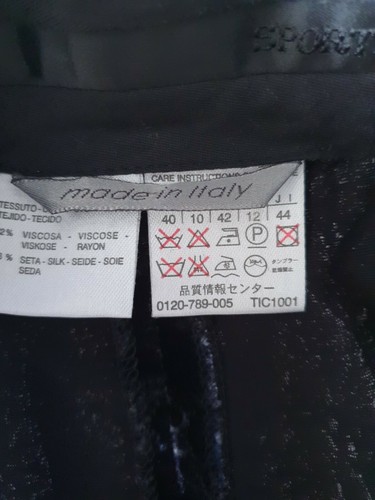 SPORT
CARE INSTRUCTIONS
made in Italy
TESSUTO
TEJIDO - TECIDO
2% VISCOSA - VISCOSE -
VISKOSE - RAYON
% SETA - SILK - SEIDE - SOIE
SEDA
J I
40 10 42 12 44
P
タンブラー
乾燥禁止
品質情報センター
0120-789-005 TIC1001